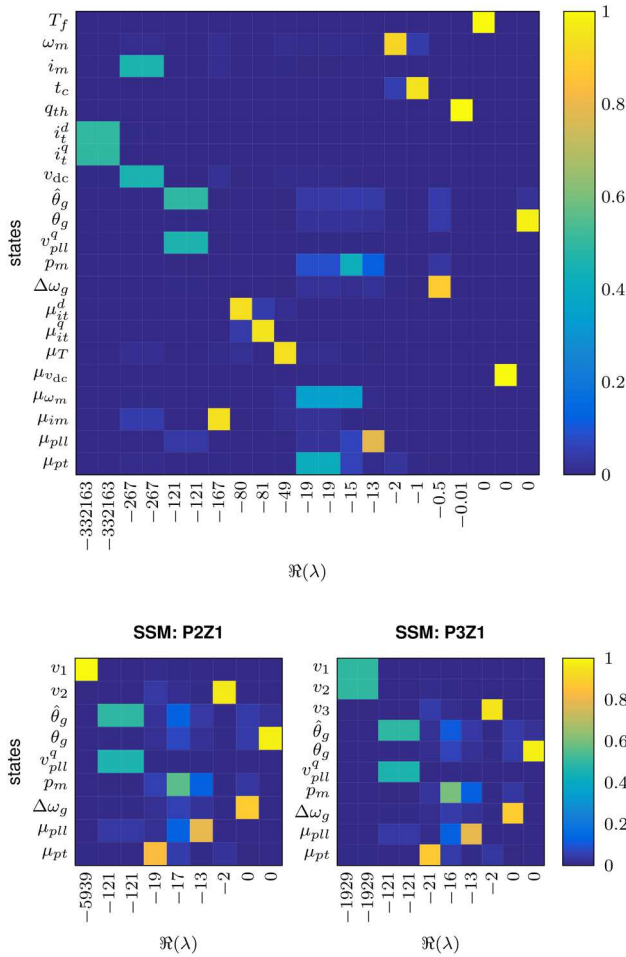 states
T_f
ω_m
i_m
t_c
q_th
i_t^d
i_t^q
v_dc
θ̂_g
θ_g
v_pll^q
p_m
Δω_g
μ_it^d
μ_it^q
μ_T
μ_v_dc
μ_ω_m
μ_im
μ_pll
μ_pt
−332163 −332163 −267 −267 −121 −121 −167 −80 −81 −49 −19 −19 −15 −13 −2 −1 −0.5 −0.01 0 0 0
ℜ(λ)
1
0.8
0.6
0.4
0.2
0
SSM: P2Z1
states
v_1
v_2
θ̂_g
θ_g
v_pll^q
p_m
Δω_g
μ_pll
μ_pt
−5939 −121 −121 −19 −17 −13 −2 0 0
ℜ(λ)
SSM: P3Z1
v_1
v_2
v_3
θ̂_g
θ_g
v_pll^q
p_m
Δω_g
μ_pll
μ_pt
−1929 −1929 −121 −121 −21 −16 −13 −2 0 0
ℜ(λ)
1
0.8
0.6
0.4
0.2
0